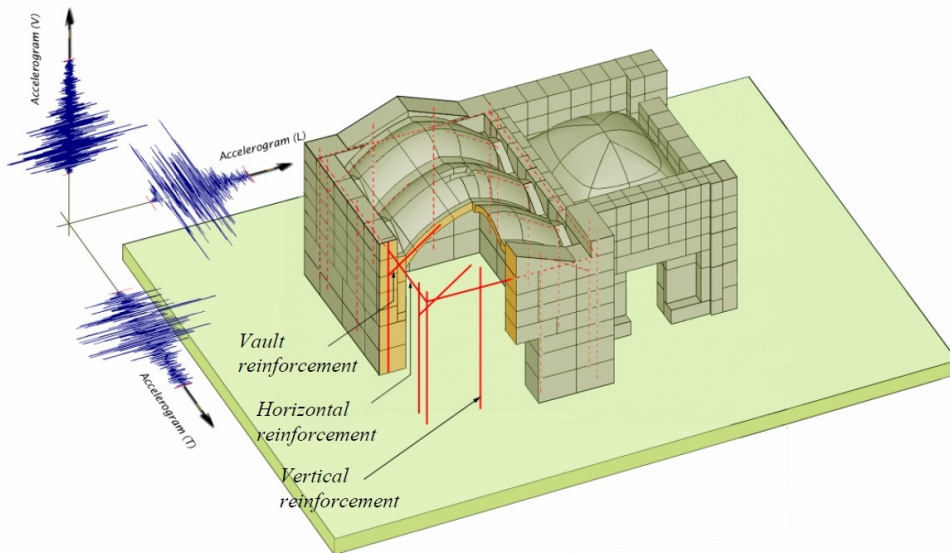 Accelerogram (V)
Accelerogram (L)
Accelerogram (T)
Vault
reinforcement
Horizontal
reinforcement
Vertical
reinforcement